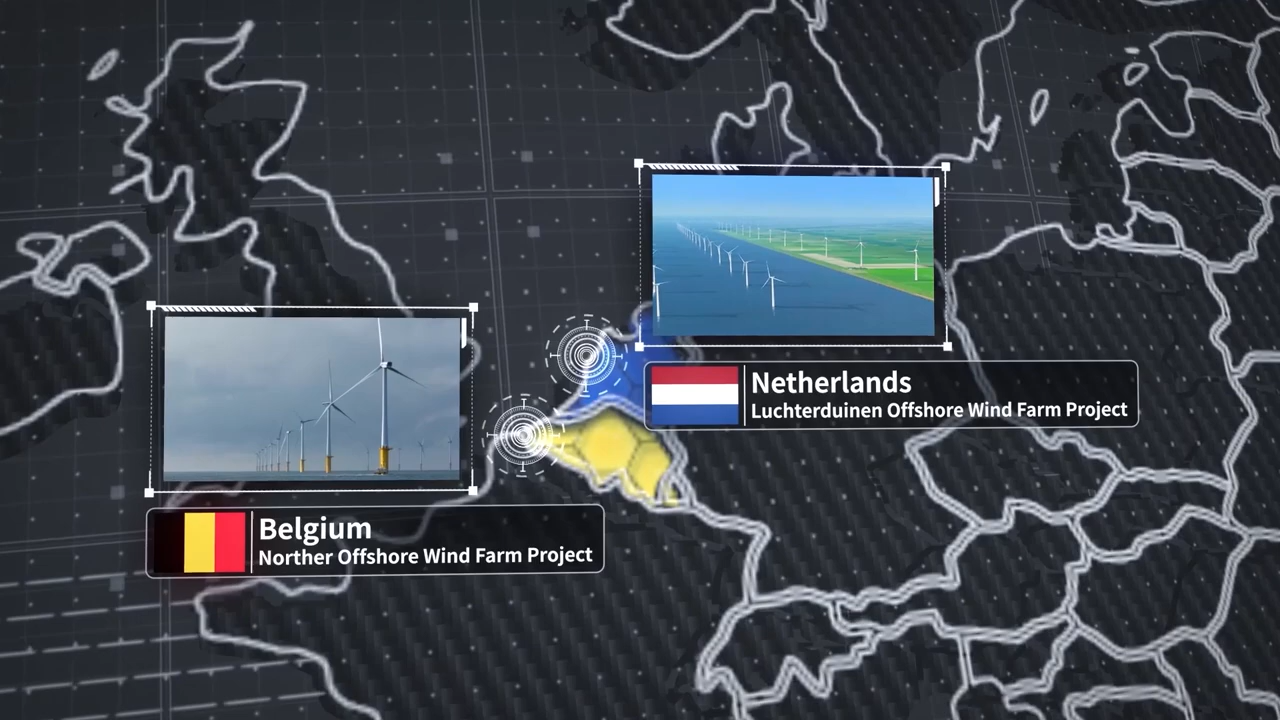 Netherlands
Luchterduinen Offshore Wind Farm Project
Belgium
Norther Offshore Wind Farm Project